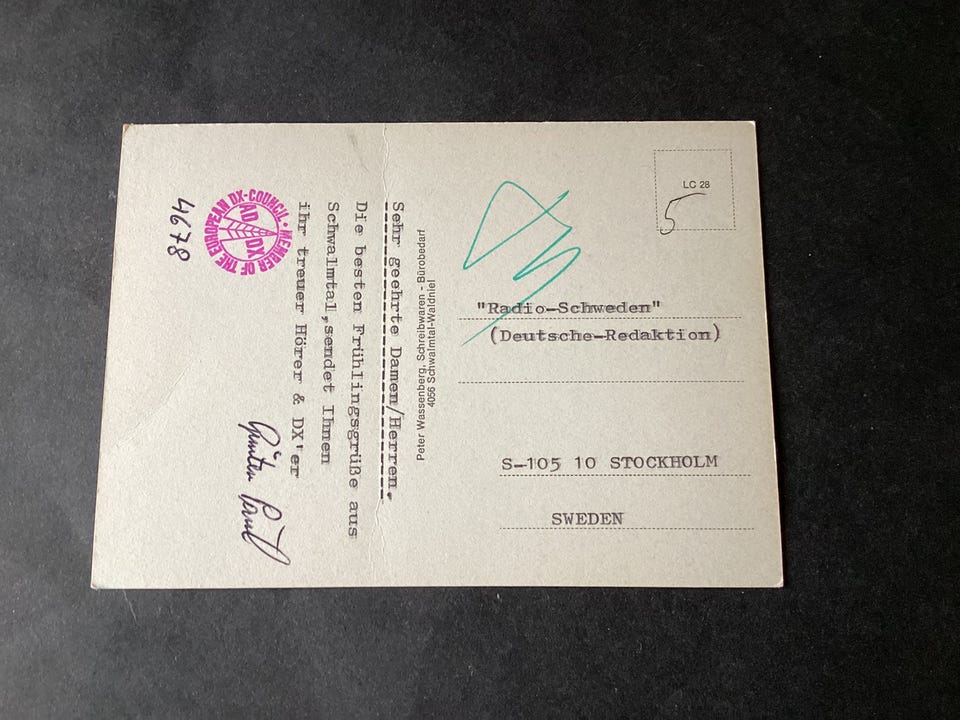 Sehr geehrte Damen/Herren,
Die besten Frühlingsgrüße aus
Schwalmtal,sendet Ihnen
ihr treuer Hörer & DX'er
MEMBER OF THE EUROPEAN DX-COUNCIL
AD
DX
4678
Peter Wassenberg, Schreibwaren - Bürobedarf
4056 Schwalmtal-Waldniel
LC 28
5
"Radio-Schweden"
(Deutsche-Redaktion)
S-105 10 STOCKHOLM
SWEDEN